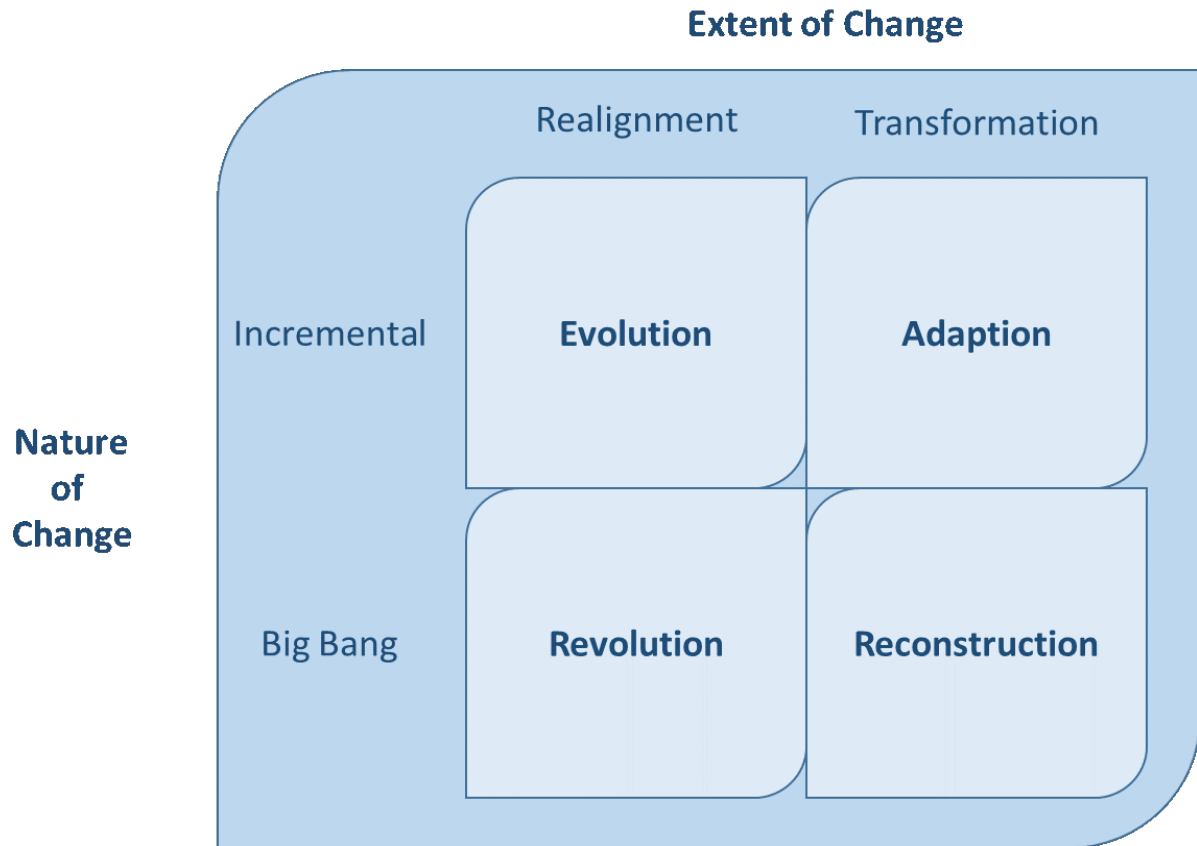 Extent of Change
Realignment Transformation
Incremental Evolution Adaption
Nature
of
Change
Big Bang Revolution Reconstruction